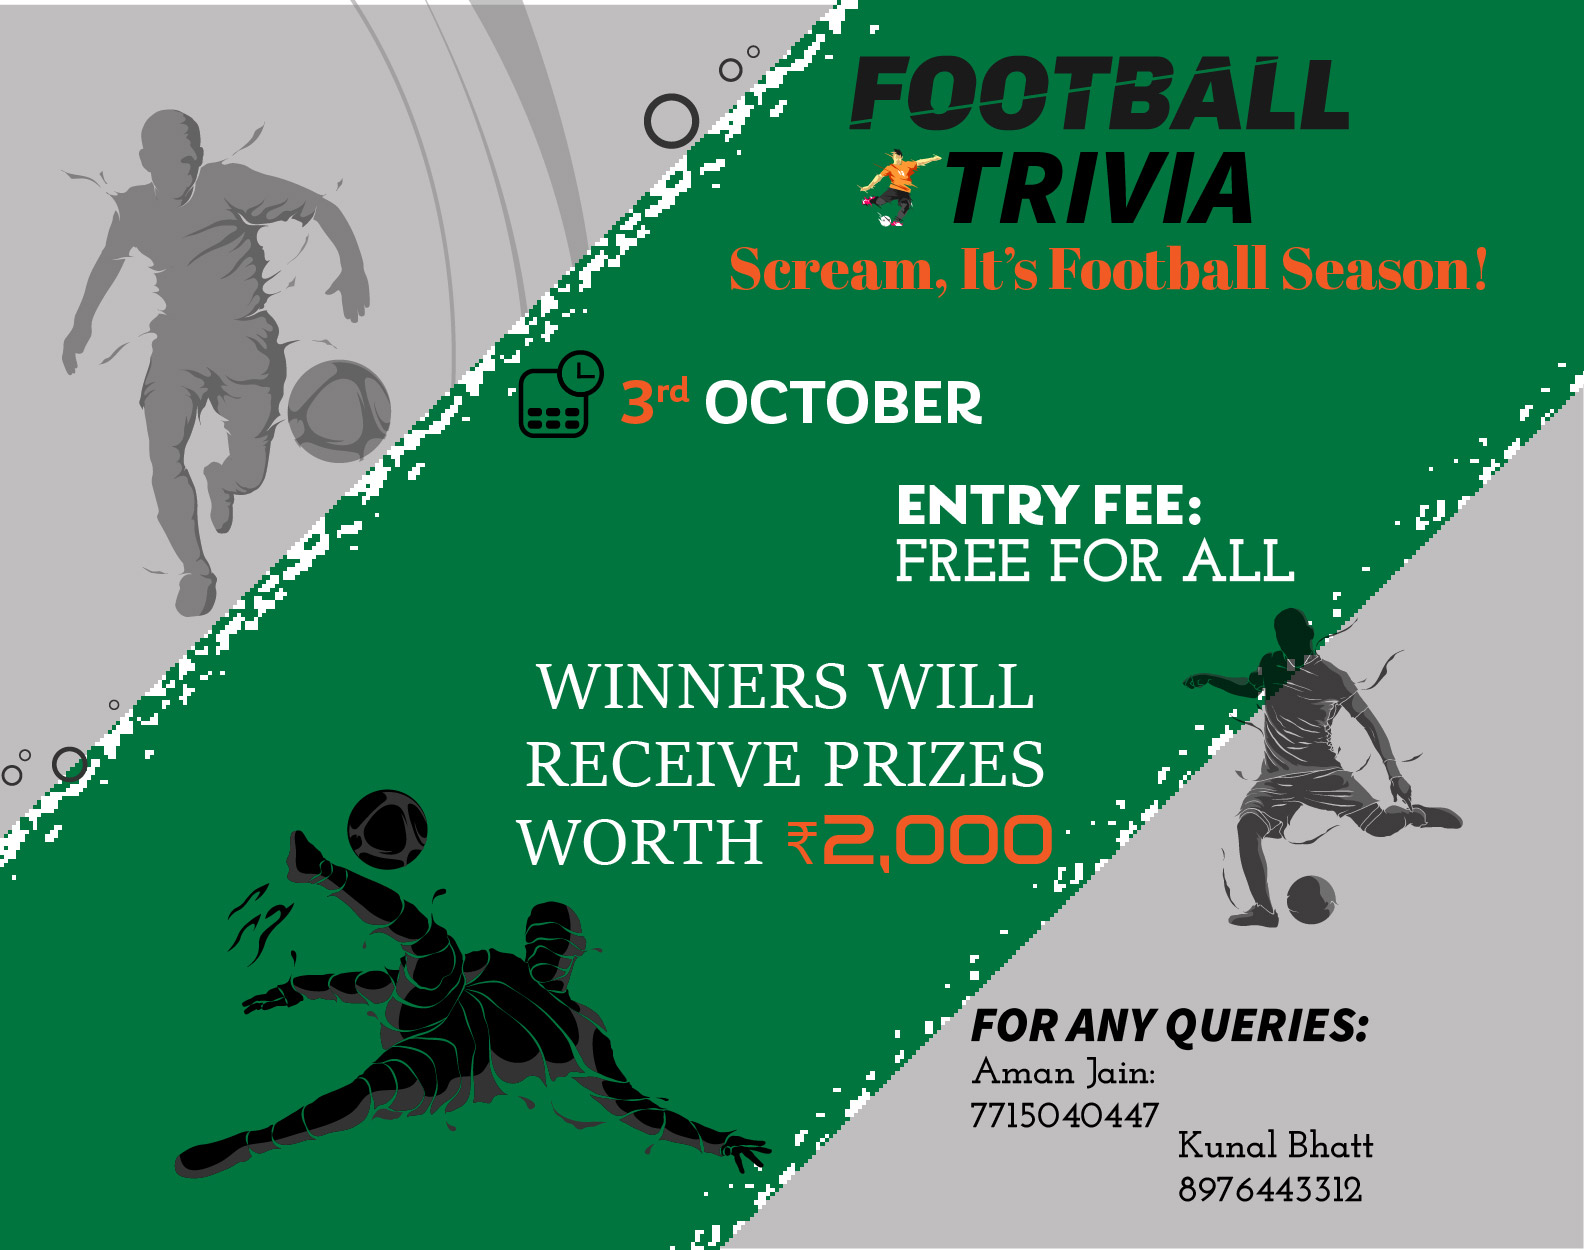 FOOTBALL
TRIVIA
Scream, It's Football Season!
3rd OCTOBER
ENTRY FEE:
FREE FOR ALL
WINNERS WILL
RECEIVE PRIZES
WORTH ₹2,000
FOR ANY QUERIES:
Aman Jain:
7715040447
Kunal Bhatt
8976443312